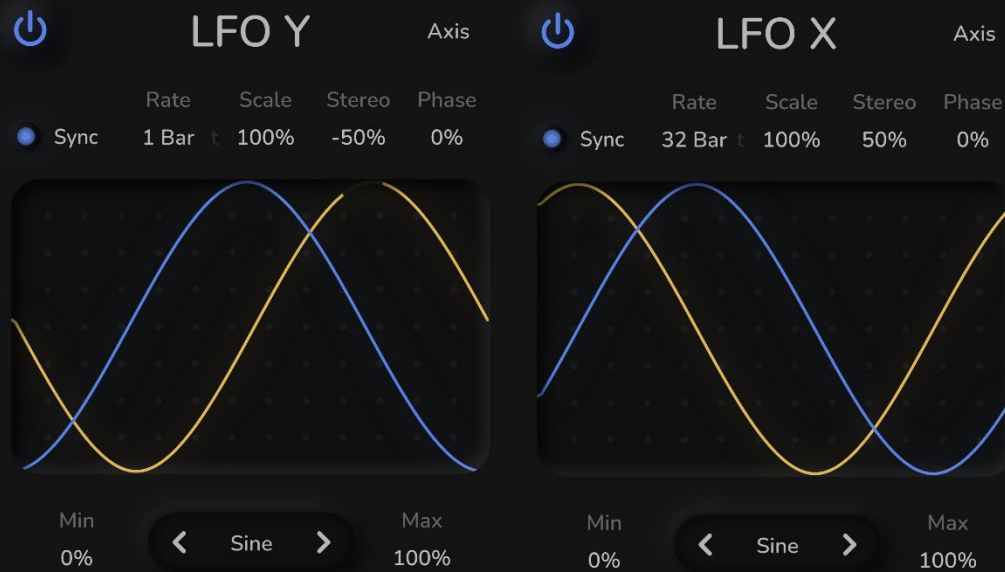 LFO Y Axis
Rate Scale Stereo Phase
Sync 1 Bar t 100% -50% 0%
Min Max
Sine
0% 100%
LFO X Axis
Rate Scale Stereo Phase
Sync 32 Bar t 100% 50% 0%
Min Max
Sine
0% 100%